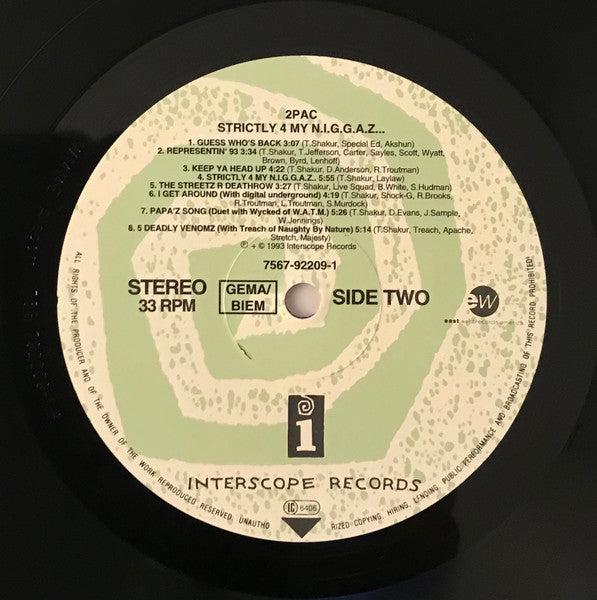 2PAC
STRICTLY 4 MY N.I.G.G.A.Z...
1. GUESS WHO'S BACK 3:07 (T.Shakur, Special Ed, Akshun)
2. REPRESENTIN' 93 3:34 (T.Shakur, T.Jefferson, Carter, Sayles, Scott, Wyatt,
Brown, Byrd, Lenhoff)
3. KEEP YA HEAD UP 4:22 (T.Shakur, D.Anderson, R.Troutman)
4. STRICTLY 4 MY N.I.G.G.A.Z.. 5:55 (T.Shakur, Laylaw)
5. THE STREETZ R DEATHROW 3:27 (T.Shakur, Live Squad, B.White, S.Hudman)
6. I GET AROUND (With digital underground) 4:19 (T.Shakur, Shock-G, R.Brooks,
R.Troutman, L.Troutman, S.Murdock)
7. PAPA'Z SONG (Duet with Wycked of W.A.T.M.) 5:26 (T.Shakur, D.Evans, J.Sample,
W.Jennings)
8. 5 DEADLY VENOMZ (With Treach of Naughty By Nature) 5:14 (T.Shakur, Treach, Apache,
Stretch, Majesty)
℗ + © 1993 Interscope Records
7567-92209-1
STEREO
33 RPM
GEMA/
BIEM
SIDE TWO
ew
east west records america
i
INTERSCOPE RECORDS
LC 6406
ALL RIGHTS OF THE PRODUCER AND OF THE OWNER OF THE WORK REPRODUCED RESERVED. UNAUTHO RIZED COPYING, HIRING, LENDING, PUBLIC PERFORMANCE AND BROADCASTING OF THIS RECORD PROHIBITED!